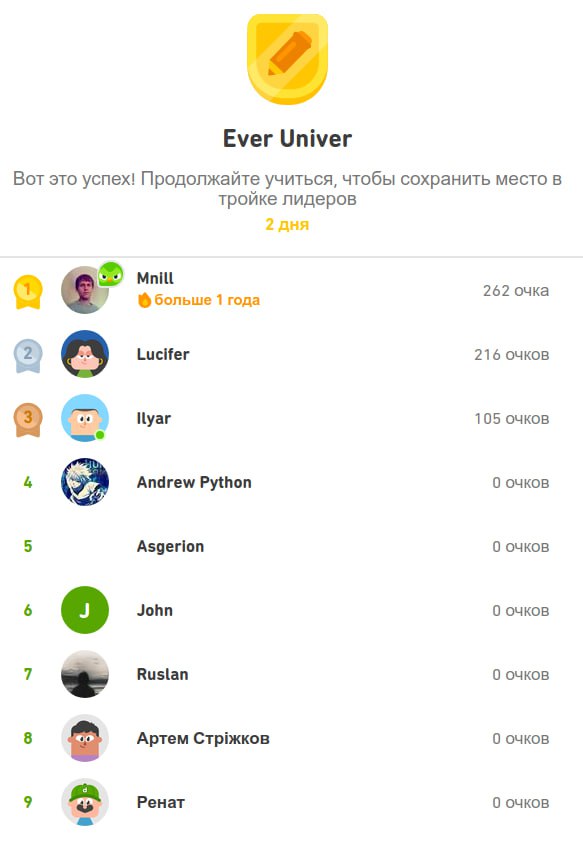 Ever Univer
Вот это успех! Продолжайте учиться, чтобы сохранить место в
тройке лидеров
2 дня
1 Mnill 262 очка
больше 1 года
2 Lucifer 216 очков
3 Ilyar 105 очков
4 Andrew Python 0 очков
5 Asgerion 0 очков
6 J John 0 очков
7 Ruslan 0 очков
8 Артем Стріжков 0 очков
9 Ренат 0 очков